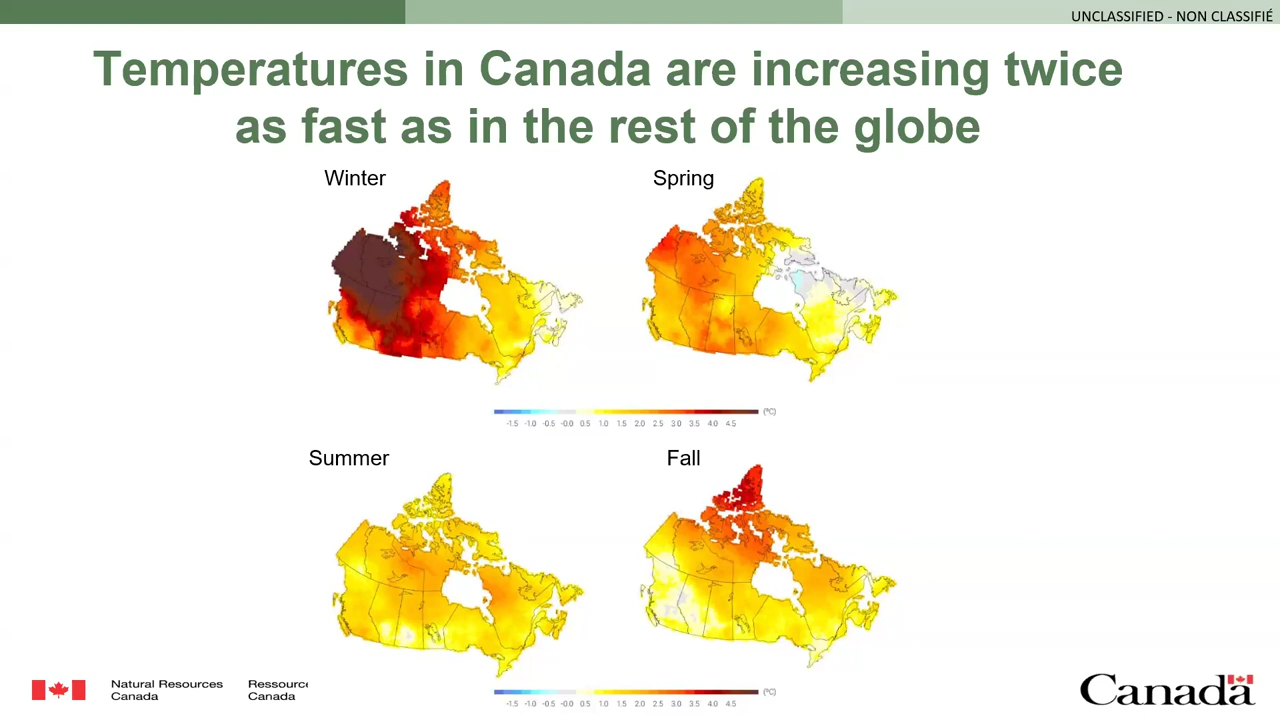 UNCLASSIFIED - NON CLASSIFIÉ
Temperatures in Canada are increasing twice
as fast as in the rest of the globe
Winter
Spring
(°C)
-1.5 -1.0 -0.5 -0.0 0.5 1.0 1.5 2.0 2.5 3.0 3.5 4.0 4.5
Summer
Fall
(°C)
-1.5 -1.0 -0.5 -0.0 0.5 1.0 1.5 2.0 2.5 3.0 3.5 4.0 4.5
Natural Resources
Canada
Ressourc
Canada
Canada